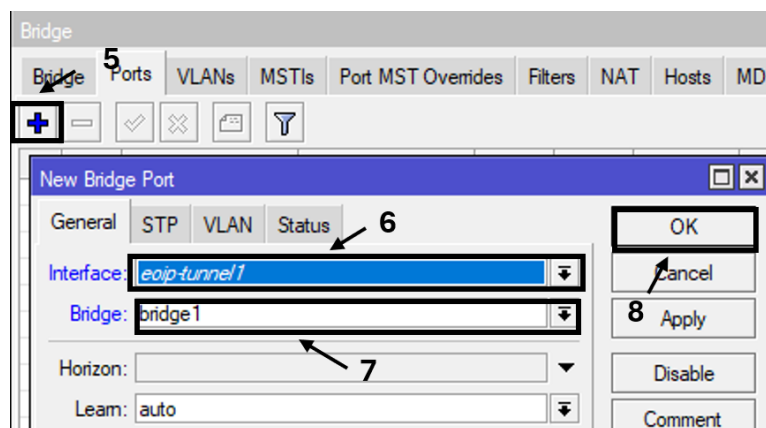 Bridge
5
Bridge Ports VLANs MSTIs Port MST Overrides Filters NAT Hosts MD
New Bridge Port
General STP VLAN Status 6 OK
Interface: eoip-tunnel1 Cancel
Bridge: bridge1 8 Apply
7
Horizon: Disable
Learn: auto Comment